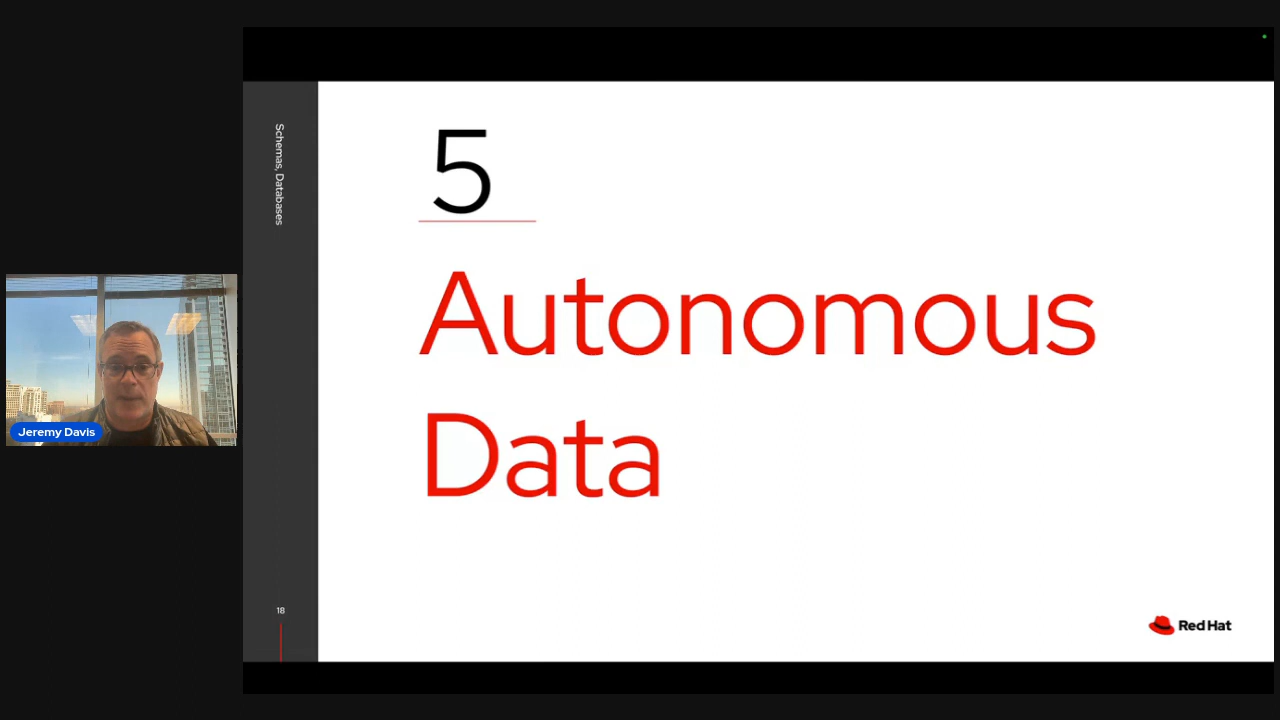 Schemas, Databases
5
Autonomous
Data
18
Red Hat
Jeremy Davis